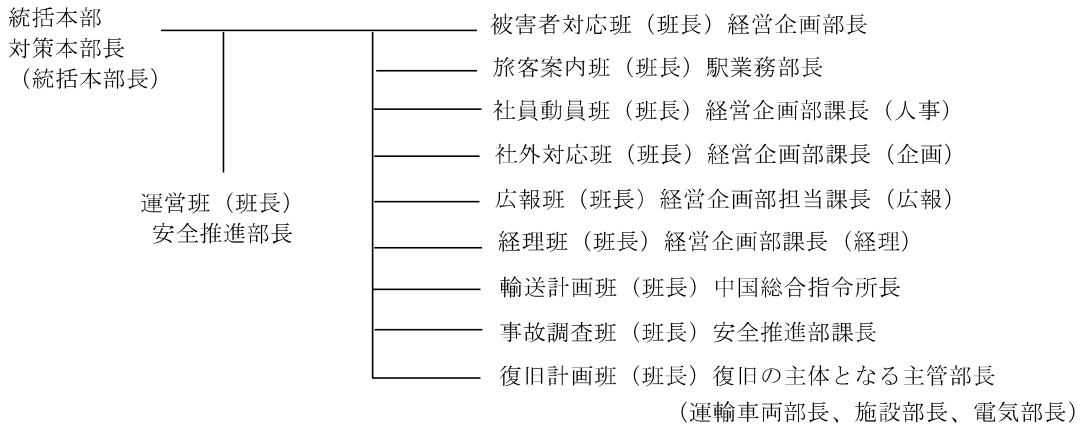 統括本部
対策本部長
（統括本部長）
運営班（班長）
安全推進部長
被害者対応班（班長）経営企画部長
旅客案内班（班長）駅業務部長
社員動員班（班長）経営企画部課長（人事）
社外対応班（班長）経営企画部課長（企画）
広報班（班長）経営企画部担当課長（広報）
経理班（班長）経営企画部課長（経理）
輸送計画班（班長）中国総合指令所長
事故調査班（班長）安全推進部課長
復旧計画班（班長）復旧の主体となる主管部長
（運輸車両部長、施設部長、電気部長）